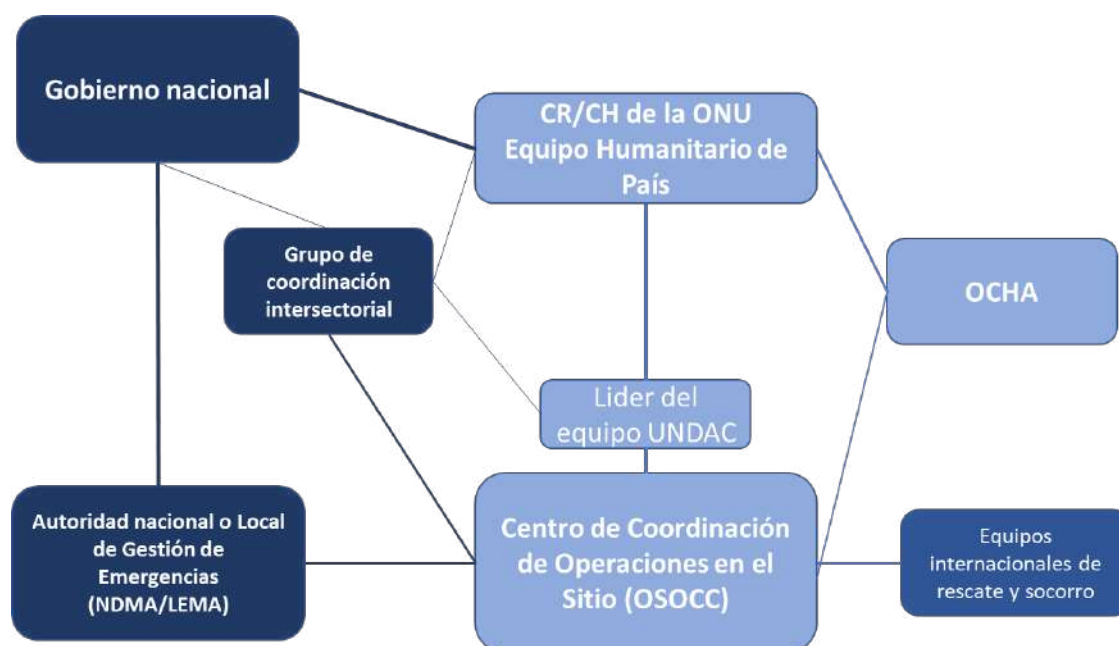 Gobierno nacional
CR/CH de la ONU
Equipo Humanitario de
País
Grupo de
coordinación
intersectorial
OCHA
Lider del
equipo UNDAC
Autoridad nacional o Local
de Gestión de
Emergencias
(NDMA/LEMA)
Centro de Coordinación
de Operaciones en el
Sitio (OSOCC)
Equipos
internacionales de
rescate y socorro